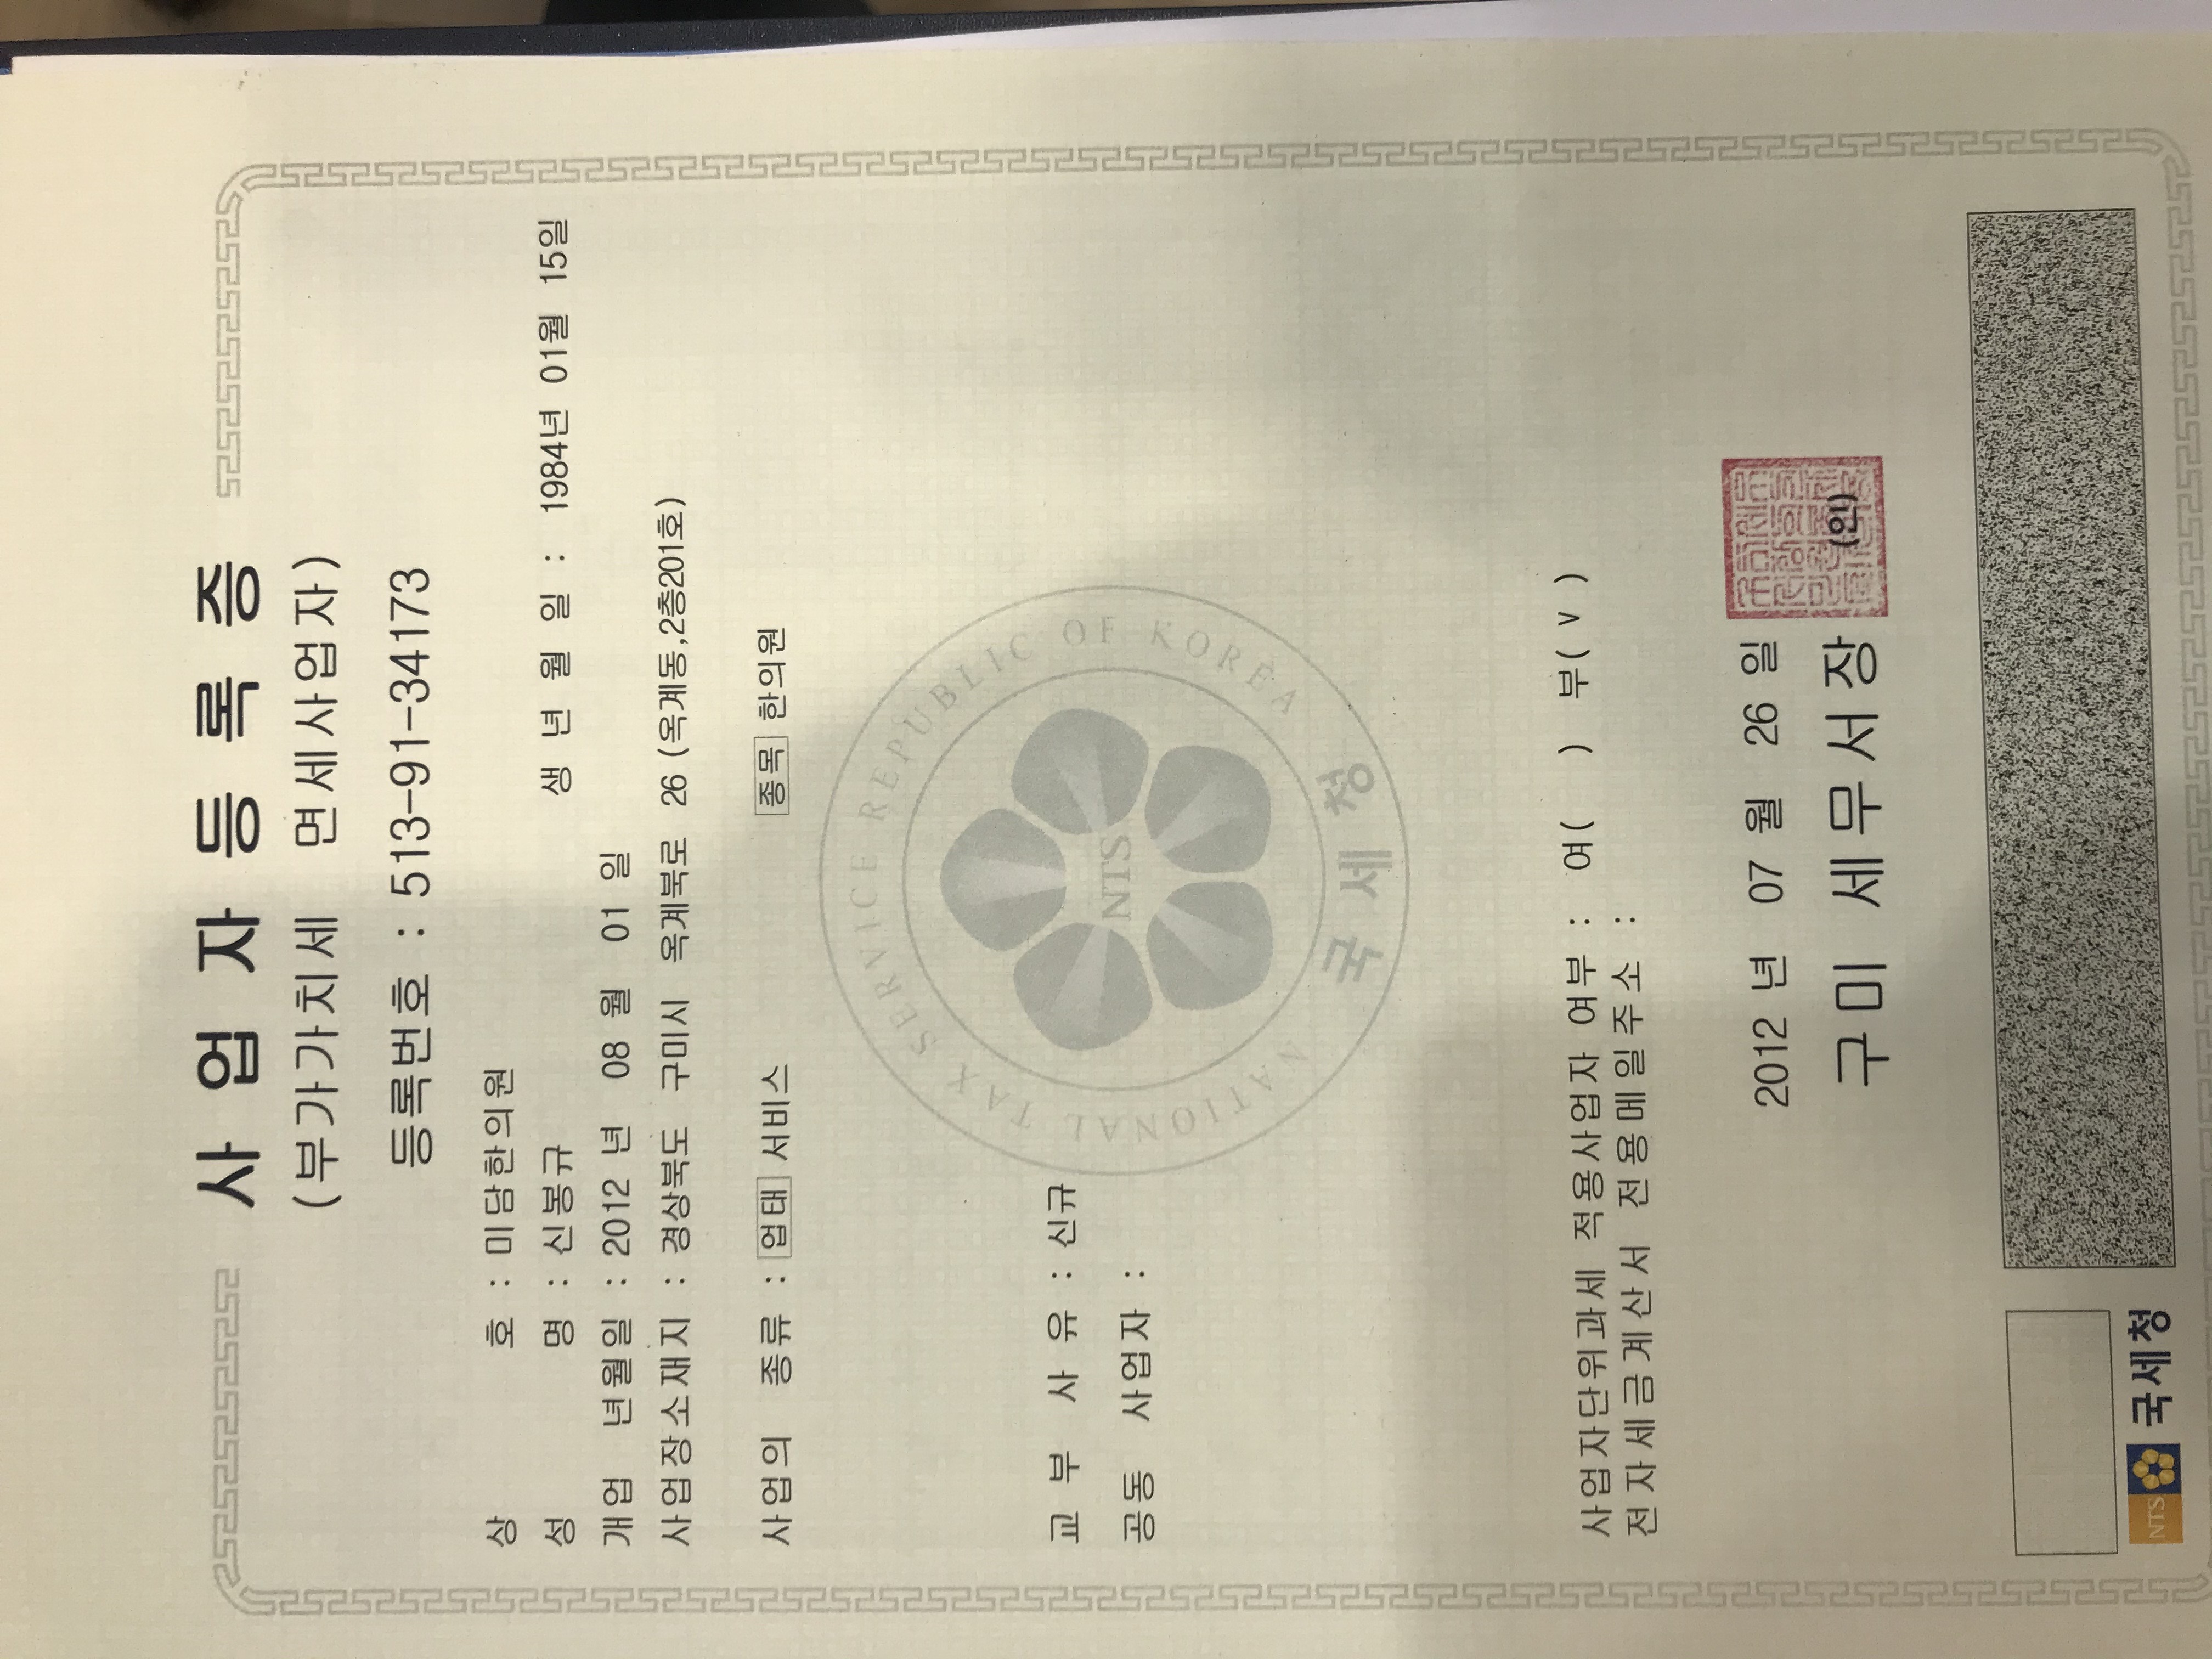 사업자등록증
(부가가치세 면세사업자)
등록번호 : 513-91-34173
상 호 : 미담한의원
성 명 : 신봉규 생년월일 : 1984년 01월 15일
개업 년월일 : 2012 년 08 월 01 일
사업장소재지 : 경상북도 구미시 옥계북로 26 (옥계동,2층201호)
사업의 종류 : 업태 서비스 종목 한의원
NATIONAL TAX SERVICE REPUBLIC OF KOREA
NTS
국세청
교부 사유 : 신규
공동 사업자 :
사업자단위과세 적용사업자 여부 : 여( ) 부( V )
전자세금계산서 전용메일주소 :
2012 년 07 월 26 일
구미 세무서장 (인)
NTS 국세청